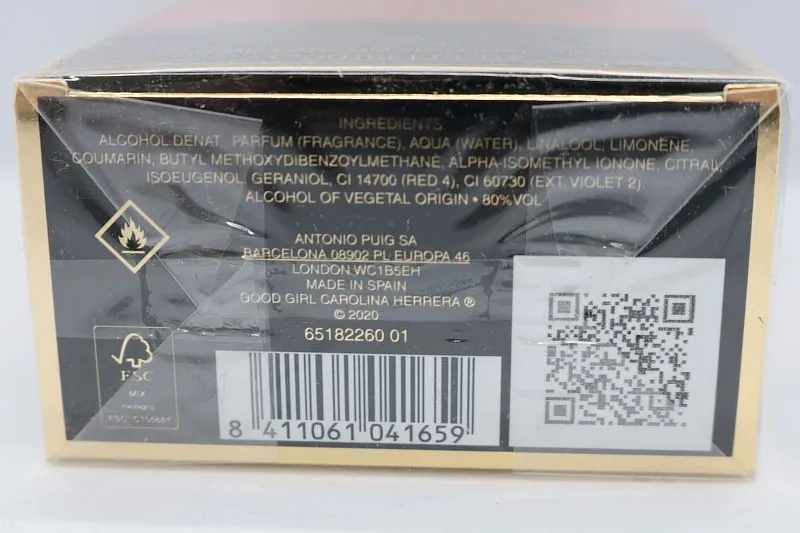 INGREDIENTS:
ALCOHOL DENAT., PARFUM (FRAGRANCE), AQUA (WATER), LINALOOL, LIMONENE,
COUMARIN, BUTYL METHOXYDIBENZOYLMETHANE, ALPHA-ISOMETHYL IONONE, CITRAL,
ISOEUGENOL, GERANIOL, CI 14700 (RED 4), CI 60730 (EXT. VIOLET 2)
ALCOHOL OF VEGETAL ORIGIN • 80%VOL
ANTONIO PUIG SA
BARCELONA 08902 PL EUROPA 46
LONDON WC1B5EH
MADE IN SPAIN
GOOD GIRL CAROLINA HERRERA ®
© 2020
65182260 01
FSC
MIX
8 411061 041659